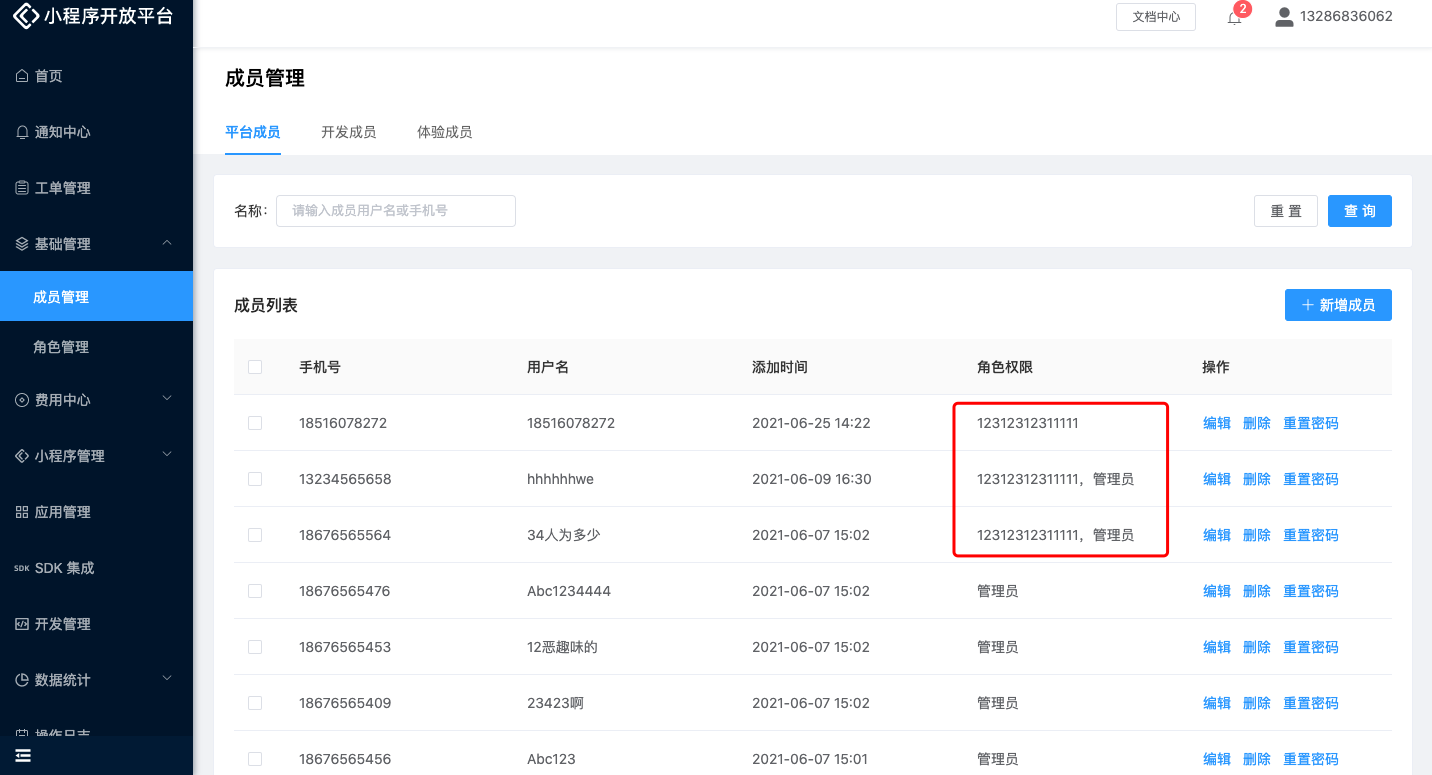 小程序开放平台
文档中心
2
13286836062
首页
通知中心
工单管理
基础管理
成员管理
角色管理
费用中心
小程序管理
应用管理
SDK SDK 集成
开发管理
数据统计
操作日志
成员管理
平台成员 开发成员 体验成员
名称: 请输入成员用户名或手机号 重 置 查 询
成员列表 新增成员
手机号 用户名 添加时间 角色权限 操作
18516078272 18516078272 2021-06-25 14:22 12312312311111 编辑 删除 重置密码
13234565658 hhhhhhwe 2021-06-09 16:30 12312312311111，管理员 编辑 删除 重置密码
18676565564 34人为多少 2021-06-07 15:02 12312312311111，管理员 编辑 删除 重置密码
18676565476 Abc1234444 2021-06-07 15:02 管理员 编辑 删除 重置密码
18676565453 12恶趣味的 2021-06-07 15:02 管理员 编辑 删除 重置密码
18676565409 23423啊 2021-06-07 15:02 管理员 编辑 删除 重置密码
18676565456 Abc123 2021-06-07 15:01 管理员 编辑 删除 重置密码